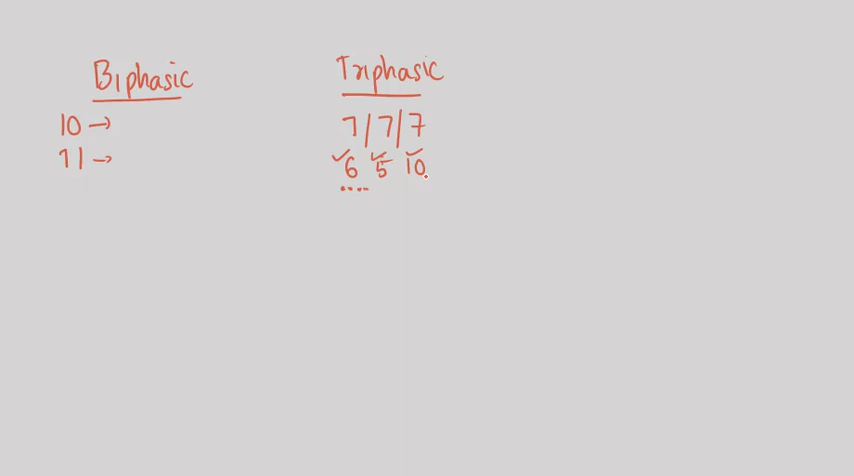 Biphasic
10 →
11 →
Triphasic
7/7/7
6 5 10